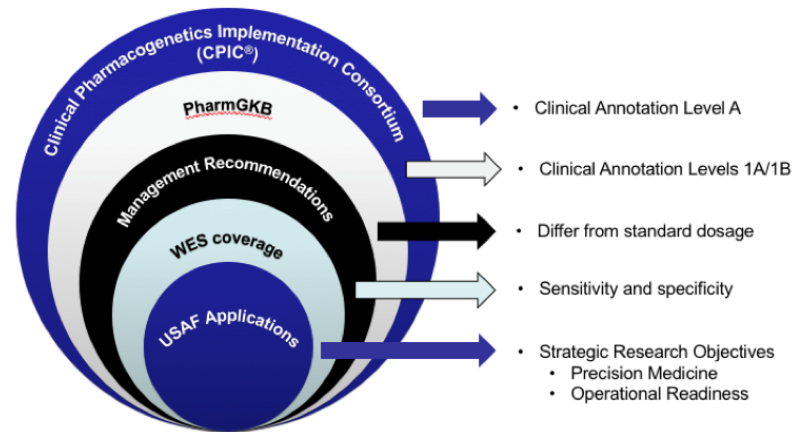 Clinical Pharmacogenetics Implementation Consortium
(CPIC®)
PharmGKB
Management Recommendations
WES coverage
USAF Applications
• Clinical Annotation Level A
• Clinical Annotation Levels 1A/1B
• Differ from standard dosage
• Sensitivity and specificity
• Strategic Research Objectives
• Precision Medicine
• Operational Readiness